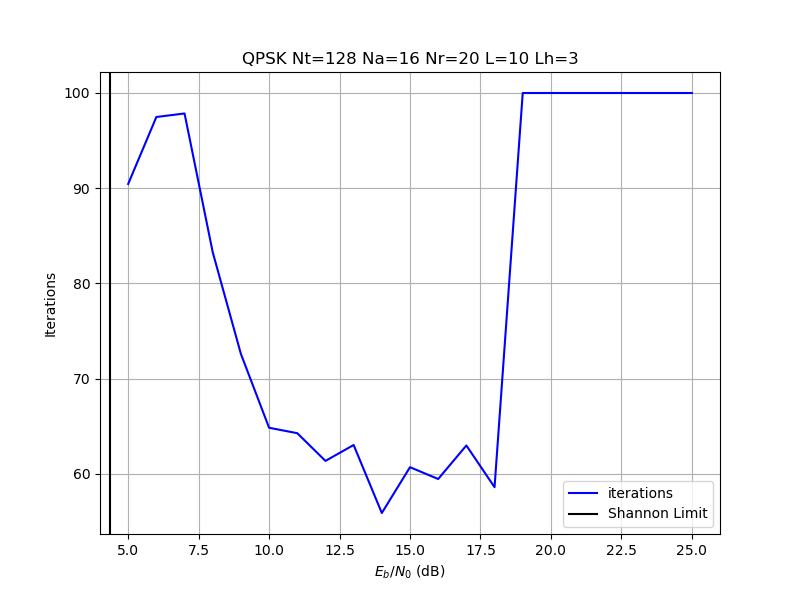 QPSK Nt=128 Na=16 Nr=20 L=10 Lh=3
Iterations
100
90
80
70
60
iterations
Shannon Limit
5.0 7.5 10.0 12.5 15.0 17.5 20.0 22.5 25.0
E_b/N_0 (dB)